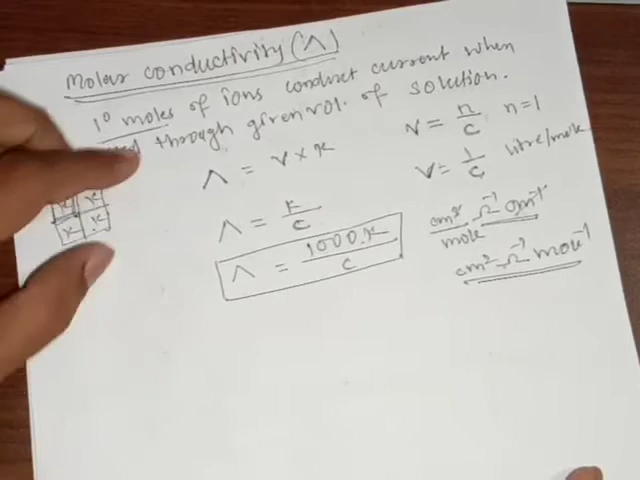 Molar conductivity (Λ)
1° moles of ions conduct current when
through given vol. of solution.
Λ = V × κ
V = n/c n=1
V = 1/c litre/mole
Λ = κ/c
Λ = 1000.κ/c
cm³/mole Ω⁻¹ cm⁻¹
cm² Ω⁻¹ mole⁻¹
κ κ
κ κ